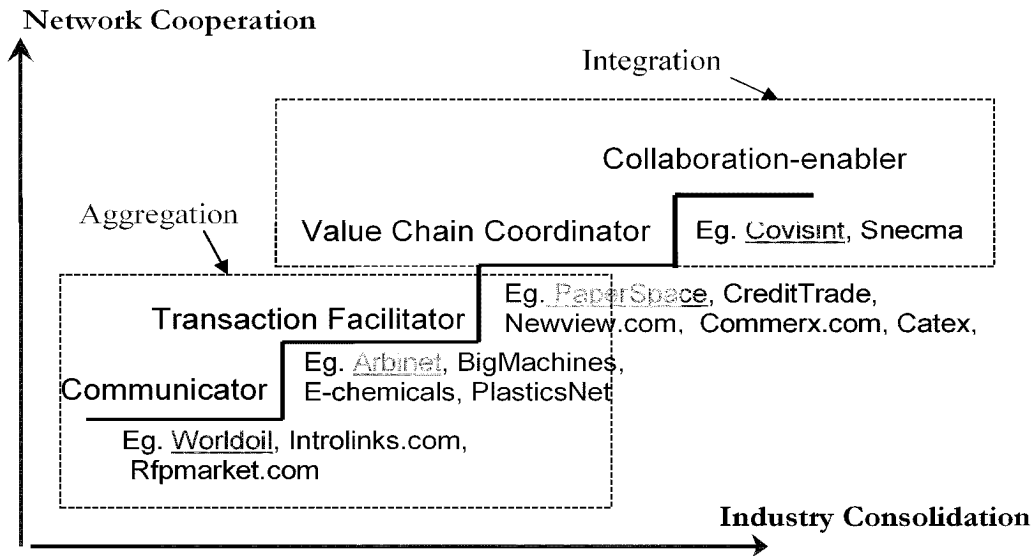 Network Cooperation
Integration
Collaboration-enabler
Aggregation
Value Chain Coordinator
Eg. Covisint, Snecma
Eg. PaperSpace, CreditTrade,
Newview.com, Commerx.com, Catex,
Transaction Facilitator
Eg. Arbinet, BigMachines,
E-chemicals, PlasticsNet
Communicator
Eg. Worldoil, Introlinks.com,
Rfpmarket.com
Industry Consolidation